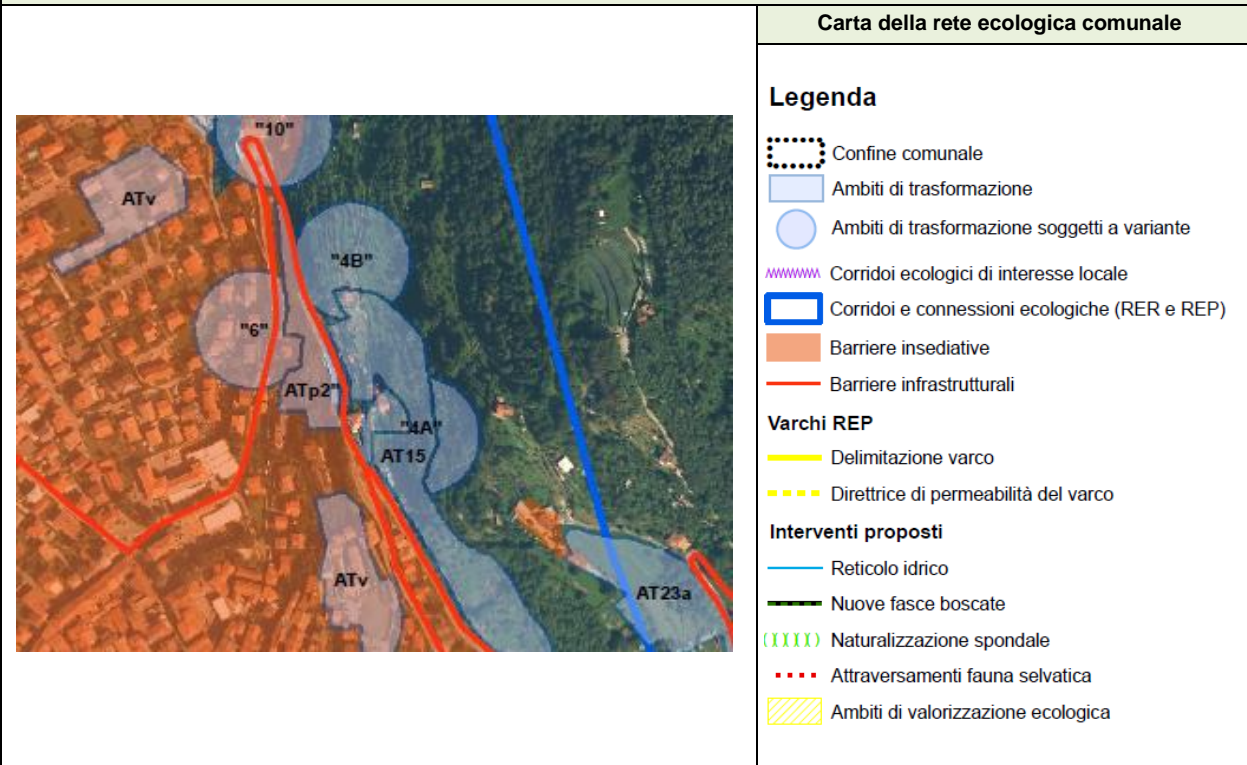 Carta della rete ecologica comunale
"10"
ATv
"4B"
"6"
ATp2"
"4A"
AT15
ATv
AT23a
Legenda
Confine comunale
Ambiti di trasformazione
Ambiti di trasformazione soggetti a variante
Corridoi ecologici di interesse locale
Corridoi e connessioni ecologiche (RER e REP)
Barriere insediative
Barriere infrastrutturali
Varchi REP
Delimitazione varco
Direttrice di permeabilità del varco
Interventi proposti
Reticolo idrico
Nuove fasce boscate
Naturalizzazione spondale
Attraversamenti fauna selvatica
Ambiti di valorizzazione ecologica